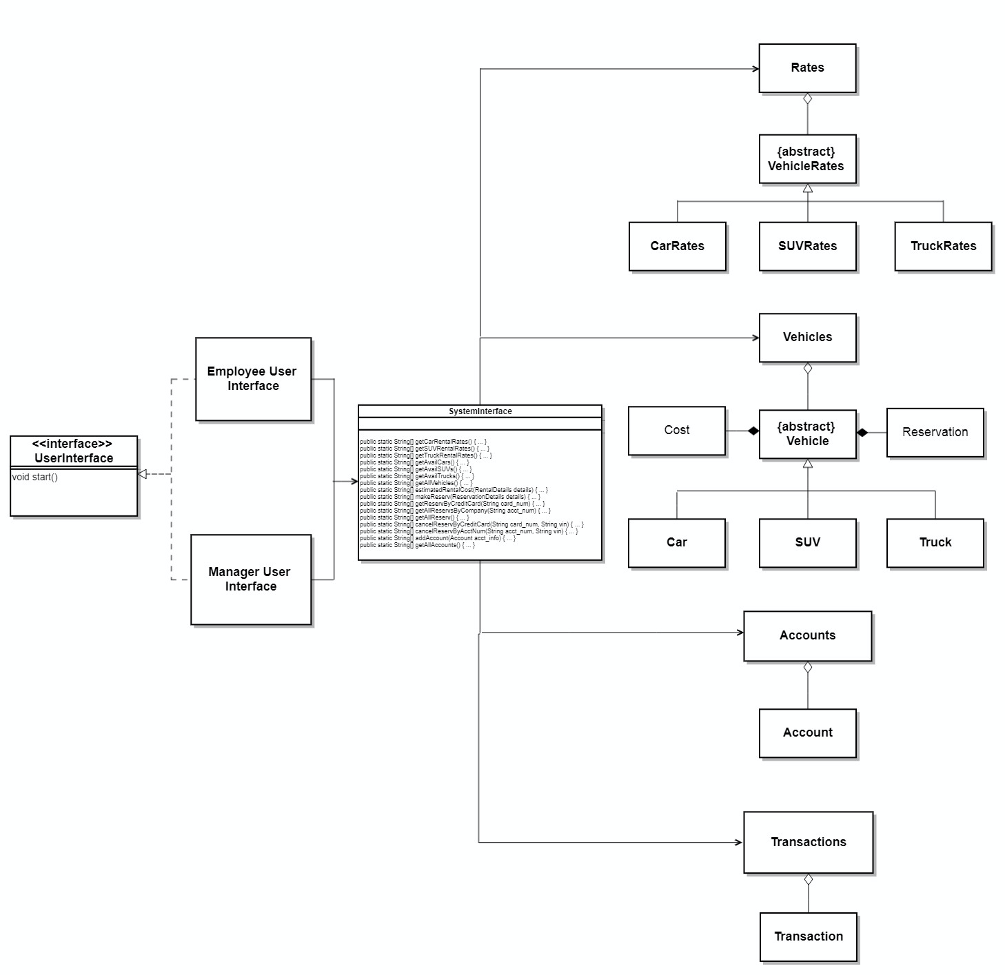 Rates
{abstract}
VehicleRates
CarRates
SUVRates
TruckRates
Vehicles
Employee User
Interface
<<interface>>
UserInterface
void start()
SystemInterface
public static String[] getCarRentalRates() { ... }
public static String[] getSUVRentalRates() { ... }
public static String[] getTruckRentalRates() { ... }
public static String[] getAvailCars() { ... }
public static String[] getAvailSUVs() { ... }
public static String[] getAvailTrucks() { ... }
public static String[] getAllVehicles() { ... }
public static String[] estimatedRentalCost(RentalDetails details) { ... }
public static String[] makeReserv(ReservationDetails details) { ... }
public static String[] getReservByCreditCard(String card_num) { ... }
public static String[] getAllReservsByCompany(String acct_num) { ... }
public static String[] getAllReserv() { ... }
public static String[] cancelReservByCreditCard(String card_num, String vin) { ... }
public static String[] cancelReservByAcctNum(String acct_num, String vin) { ... }
public static String[] addAccount(Account acct_info) { ... }
public static String[] getAllAccounts() { ... }
Cost
{abstract}
Vehicle
Reservation
Car
SUV
Truck
Manager User
Interface
Accounts
Account
Transactions
Transaction